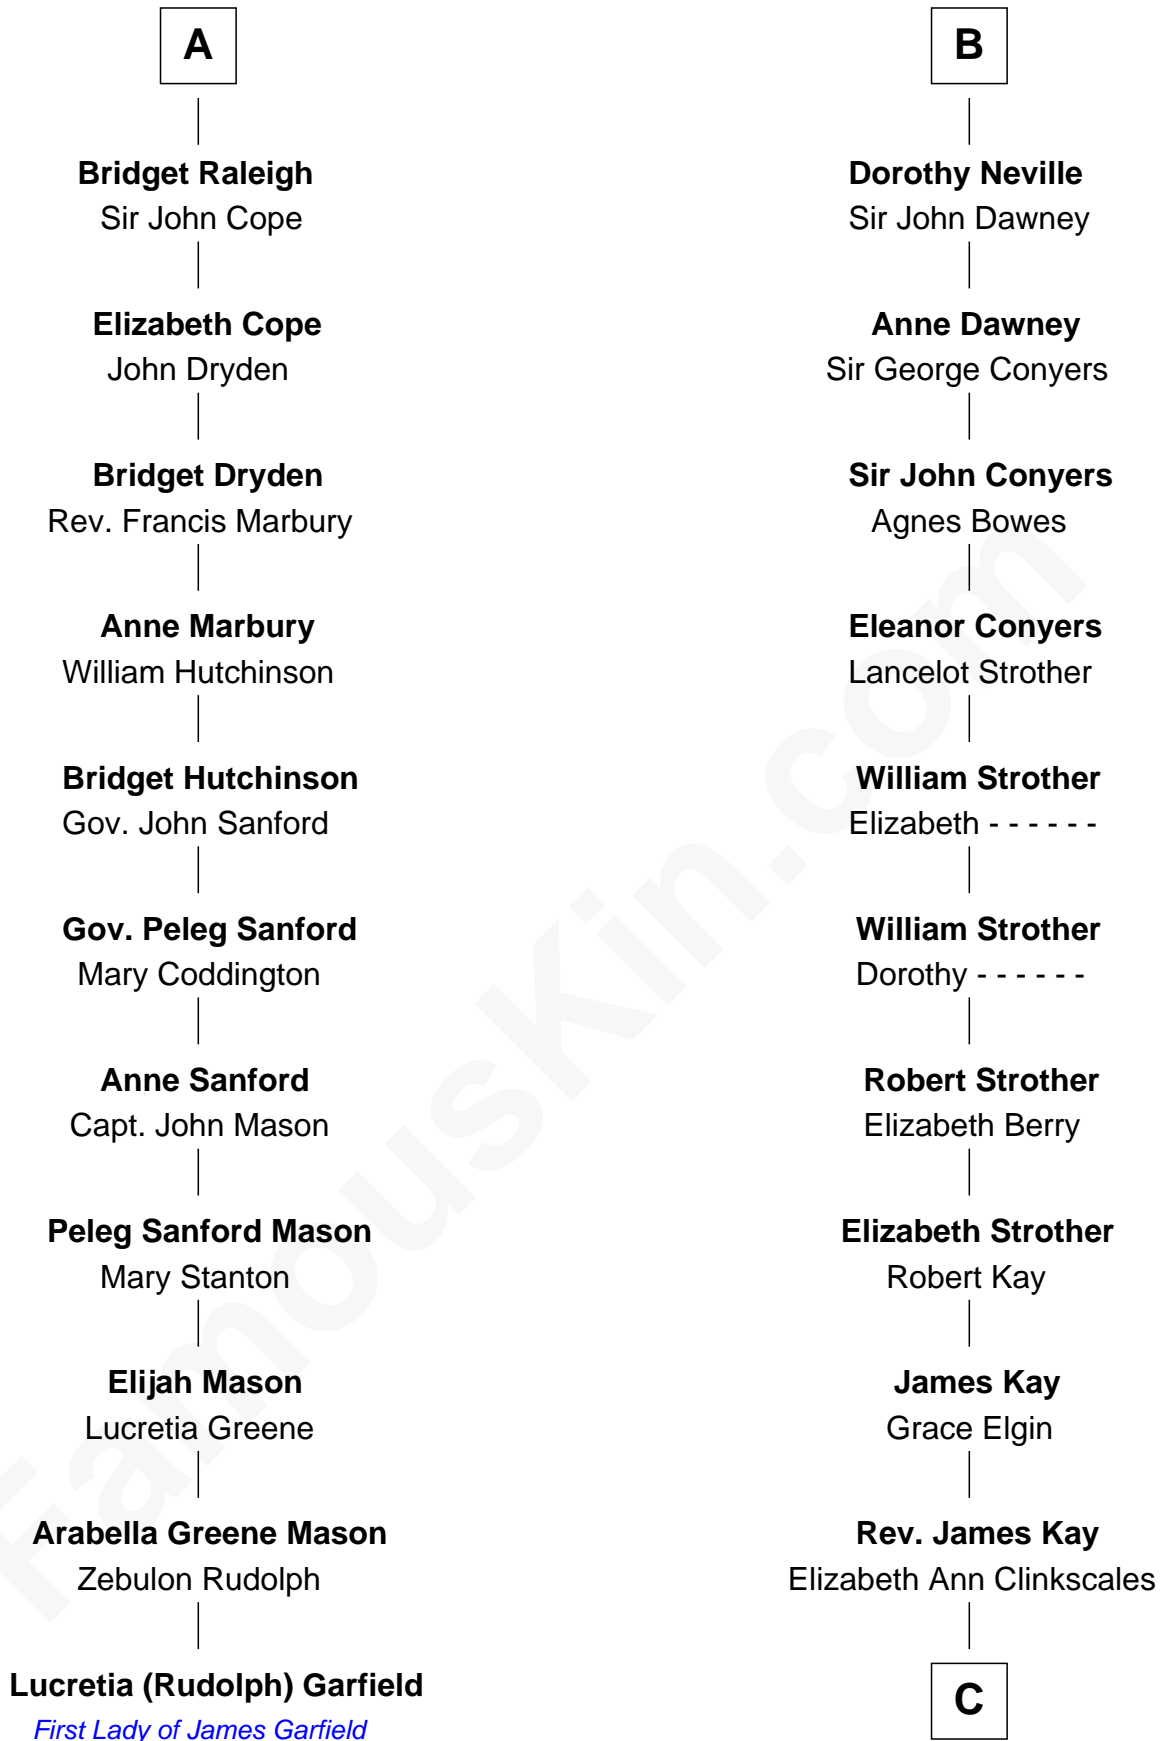 A
Bridget Raleigh
Sir John Cope
Elizabeth Cope
John Dryden
Bridget Dryden
Rev. Francis Marbury
Anne Marbury
William Hutchinson
Bridget Hutchinson
Gov. John Sanford
Gov. Peleg Sanford
Mary Coddington
Anne Sanford
Capt. John Mason
Peleg Sanford Mason
Mary Stanton
Elijah Mason
Lucretia Greene
Arabella Greene Mason
Zebulon Rudolph
Lucretia (Rudolph) Garfield
First Lady of James Garfield
B
Dorothy Neville
Sir John Dawney
Anne Dawney
Sir George Conyers
Sir John Conyers
Agnes Bowes
Eleanor Conyers
Lancelot Strother
William Strother
Elizabeth - - - - - -
William Strother
Dorothy - - - - - -
Robert Strother
Elizabeth Berry
Elizabeth Strother
Robert Kay
James Kay
Grace Elgin
Rev. James Kay
Elizabeth Ann Clinkscales
C
FamousKin.com